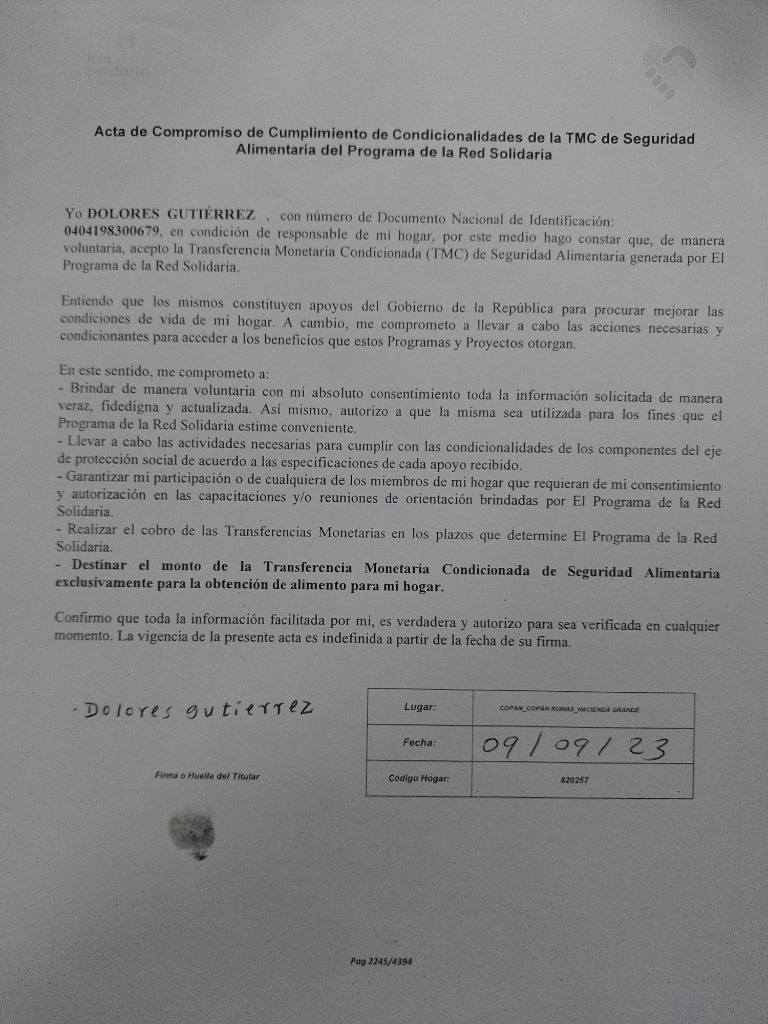 Red
Solidaria
Acta de Compromiso de Cumplimiento de Condicionalidades de la TMC de Seguridad
Alimentaria del Programa de la Red Solidaria
Yo DOLORES GUTIÉRREZ , con número de Documento Nacional de Identificación:
0404198300679, en condición de responsable de mi hogar, por este medio hago constar que, de manera
voluntaria, acepto la Transferencia Monetaria Condicionada (TMC) de Seguridad Alimentaria generada por El
Programa de la Red Solidaria.
Entiendo que los mismos constituyen apoyos del Gobierno de la República para procurar mejorar las
condiciones de vida de mi hogar. A cambio, me comprometo a llevar a cabo las acciones necesarias y
condicionantes para acceder a los beneficios que estos Programas y Proyectos otorgan.
En este sentido, me comprometo a:
- Brindar de manera voluntaria con mi absoluto consentimiento toda la información solicitada de manera
veraz, fidedigna y actualizada. Así mismo, autorizo a que la misma sea utilizada para los fines que el
Programa de la Red Solidaria estime conveniente.
- Llevar a cabo las actividades necesarias para cumplir con las condicionalidades de los componentes del eje
de protección social de acuerdo a las especificaciones de cada apoyo recibido.
- Garantizar mi participación o de cualquiera de los miembros de mi hogar que requieran de mi consentimiento
y autorización en las capacitaciones y/o reuniones de orientación brindadas por El Programa de la Red
Solidaria.
- Realizar el cobro de las Transferencias Monetarias en los plazos que determine El Programa de la Red
Solidaria.
- Destinar el monto de la Transferencia Monetaria Condicionada de Seguridad Alimentaria
exclusivamente para la obtención de alimento para mi hogar.
Confirmo que toda la información facilitada por mí, es verdadera y autorizo para sea verificada en cualquier
momento. La vigencia de la presente acta es indefinida a partir de la fecha de su firma.
- Dolores gutierrez
Firma o Huella del Titular
Lugar: COPAN_COPÁN RUINAS_HACIENDA GRANDE
Fecha: 09/09/23
Código Hogar: 820257
Pag 2245/4394